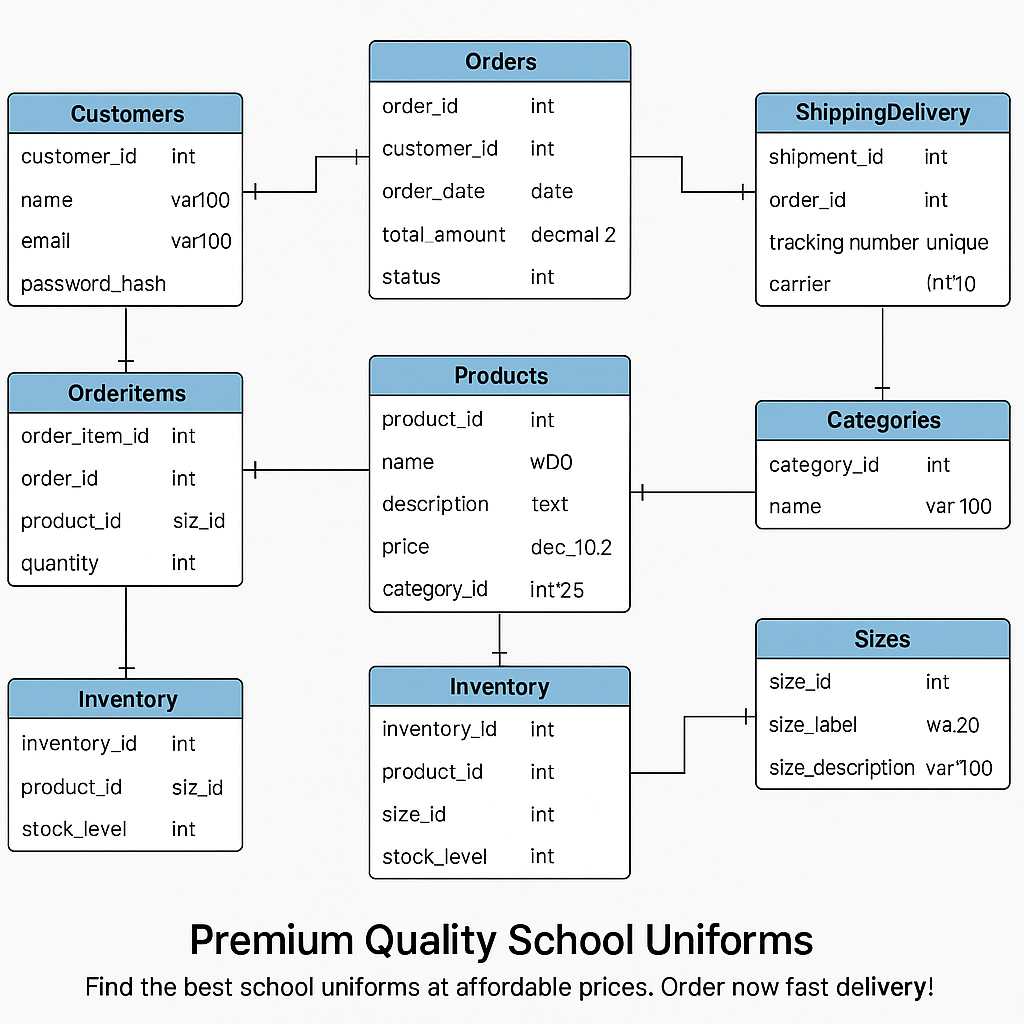 Orders
order_id int
customer_id int
order_date date
total_amount decmal 2
status int
Customers
customer_id int
name var100
email var100
password_hash
ShippingDelivery
shipment_id int
order_id int
tracking number unique
carrier (nt'10
Orderitems
order_item_id int
order_id int
product_id siz_id
quantity int
Products
product_id int
name wD0
description text
price dec_10.2
category_id int*25
Categories
category_id int
name var 100
Inventory
inventory_id int
product_id siz_id
stock_level int
Inventory
inventory_id int
product_id int
size_id int
stock_level int
Sizes
size_id int
size_label wa.20
size_description var"100
Premium Quality School Uniforms
Find the best school uniforms at affordable prices. Order now fast delivery!